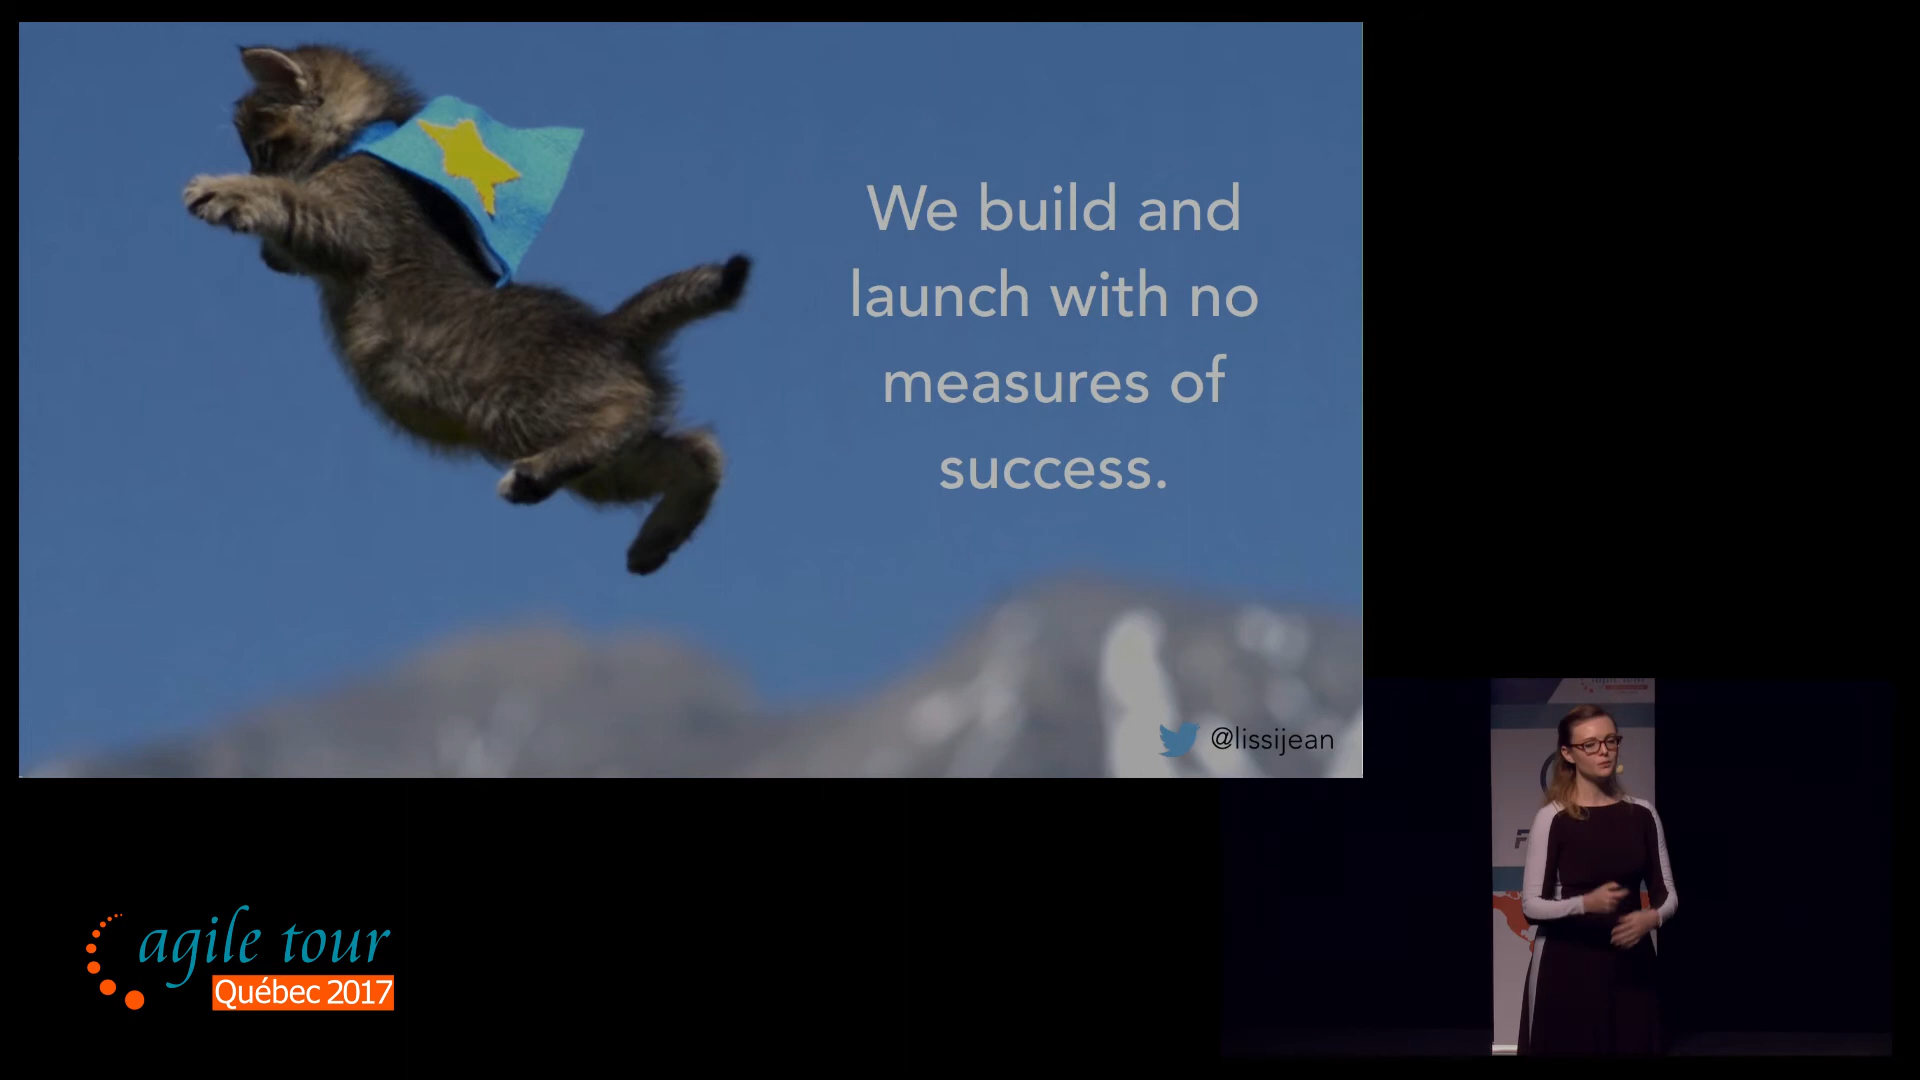 We build and
launch with no
measures of
success.
@lissijean
agile tour
Québec 2017